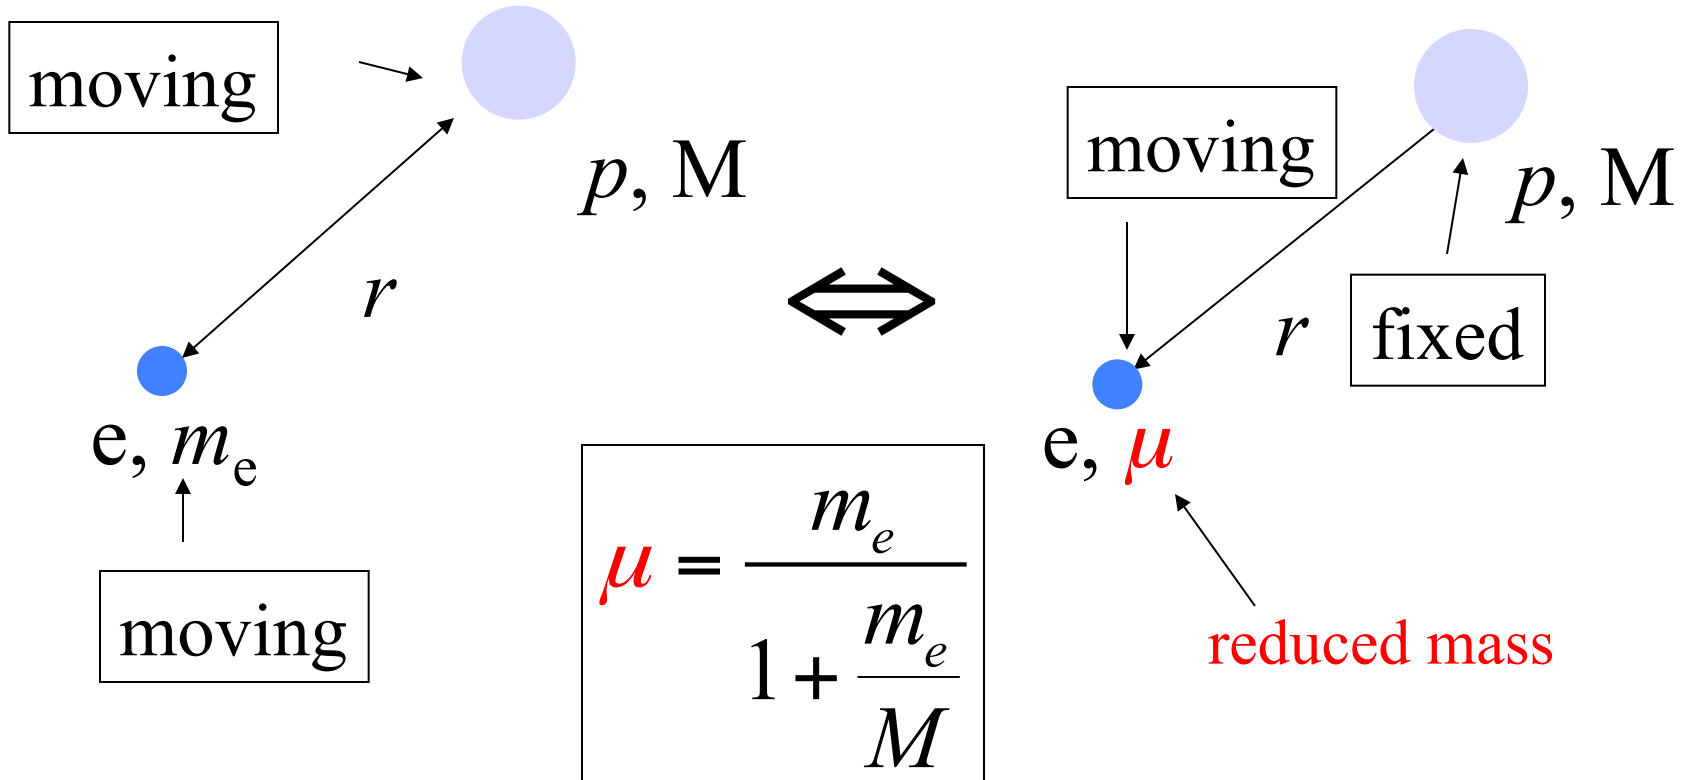 moving
p, M
r
e, mₑ
moving
μ = mₑ / (1 + mₑ / M)
moving
p, M
r
fixed
e, μ
reduced mass